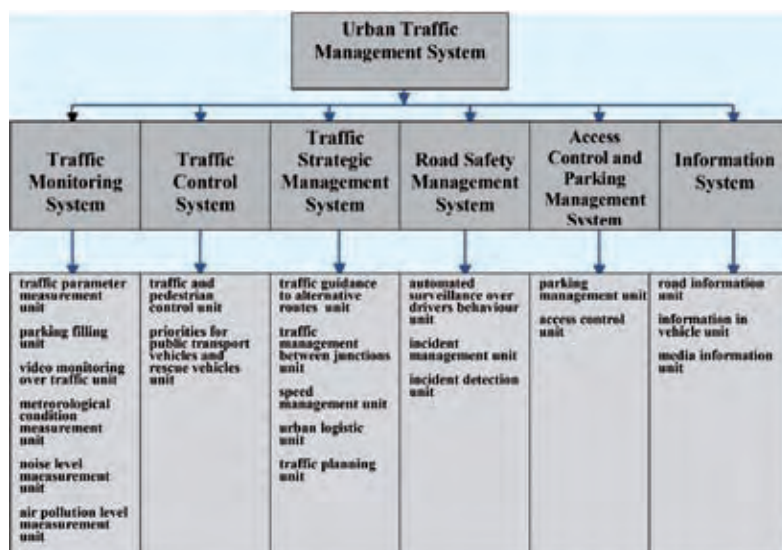 Urban Traffic
Management System
Traffic
Monitoring
System
Traffic
Control
System
Traffic
Strategic
Management
System
Road Safety
Management
System
Access
Control and
Parking
Management
System
Information
System
traffic parameter
measurement
unit
parking filling
unit
video monitoring
over traffic unit
meteorological
condition
measurement
unit
noise level
macasurement
unit
air pollution level
macasurement
unit
traffic and
pedestrian
control unit
priorities for
public transport
vehicles and
rescue vehicles
unit
traffic guidance
to alternative
routes unit
traffic
management
between junctions
unit
speed
management unit
urban logistic
unit
traffic planning
unit
automated
surveillance over
drivers behaviour
unit
incident
management unit
incident detection
unit
parking
management unit
access control
unit
road information
unit
information in
vehicle unit
media information
unit